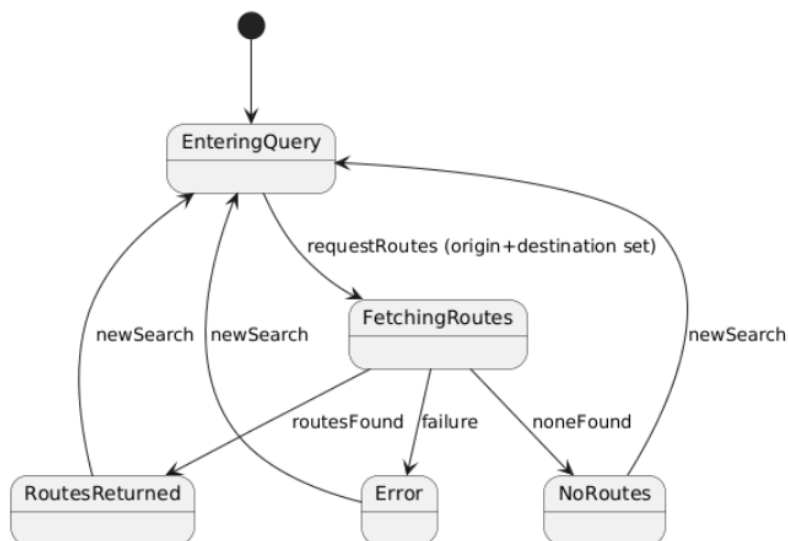 EnteringQuery
requestRoutes (origin+destination set)
FetchingRoutes
newSearch
newSearch
newSearch
routesFound
failure
noneFound
RoutesReturned
Error
NoRoutes